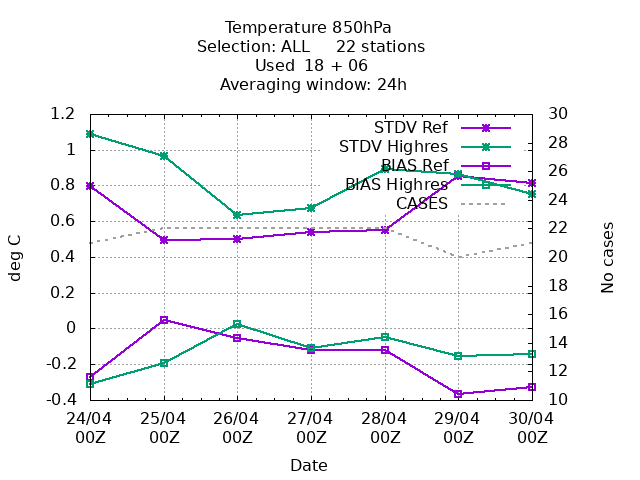 Temperature 850hPa
Selection: ALL     22 stations
Used  18 + 06
Averaging window: 24h
1.2
1
0.8
0.6
0.4
0.2
0
-0.2
-0.4
deg C
30
28
26
24
22
20
18
16
14
12
10
No cases
STDV Ref
STDV Highres
BIAS Ref
BIAS Highres
CASES
24/04 25/04 26/04 27/04 28/04 29/04 30/04
00Z 00Z 00Z 00Z 00Z 00Z 00Z
Date